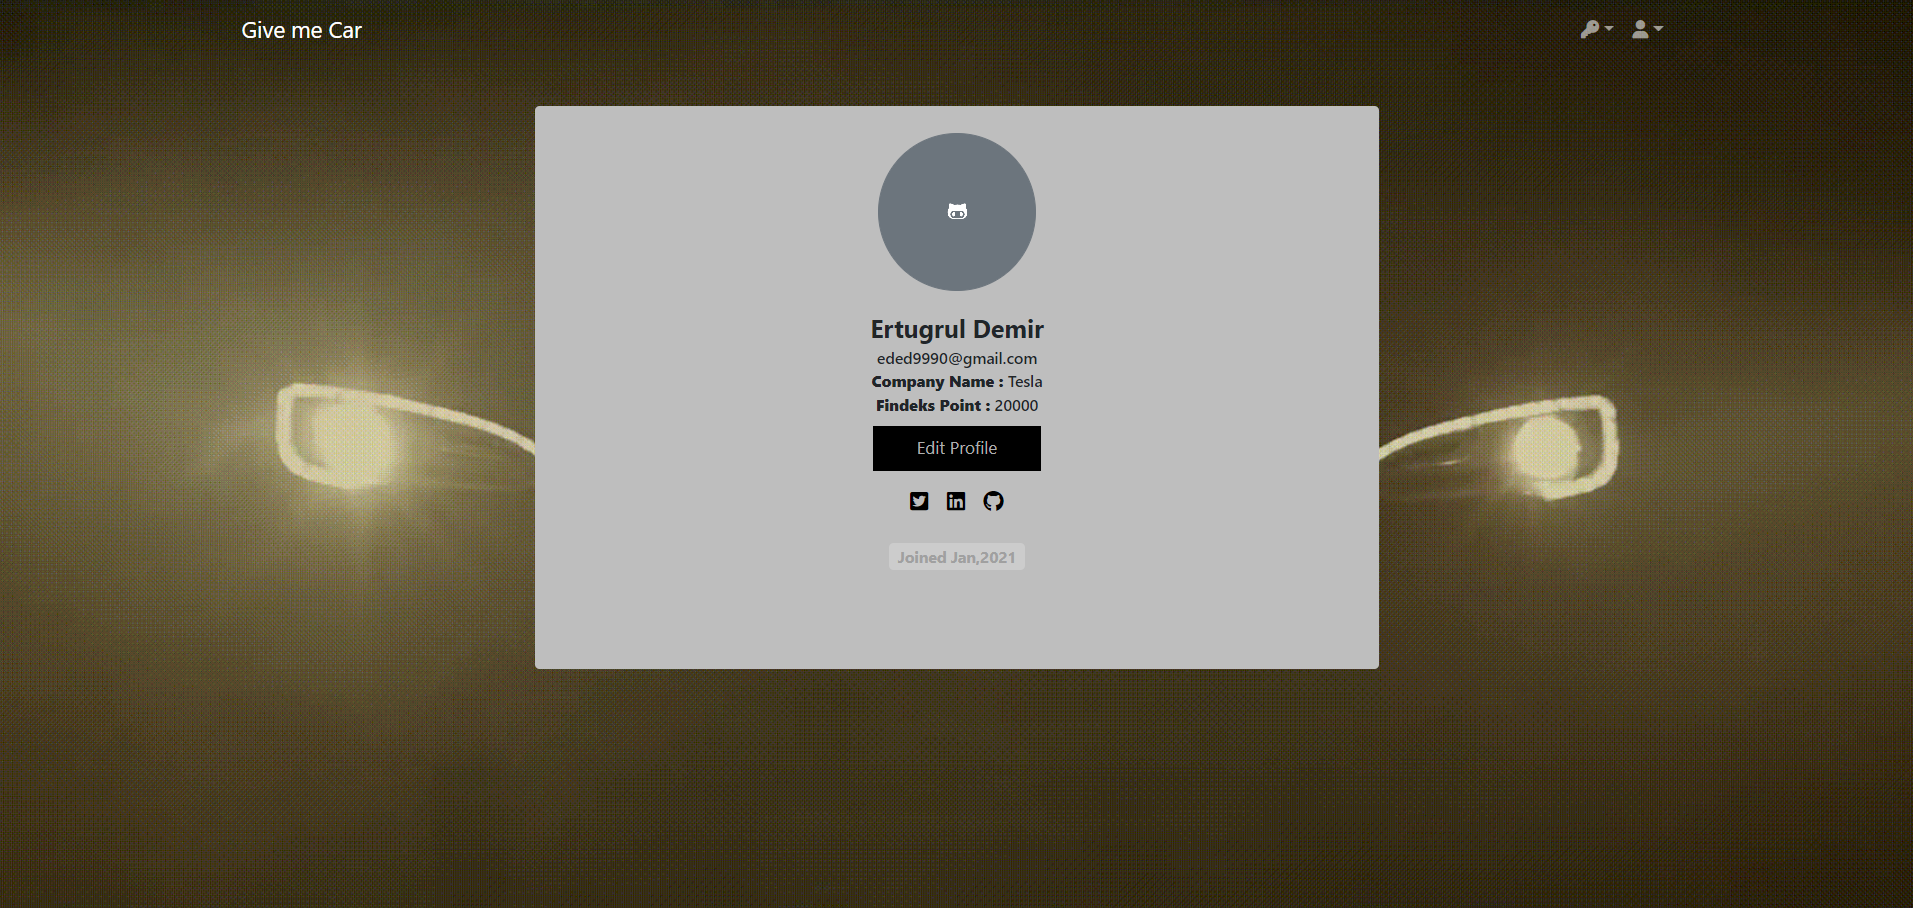 Give me Car
Ertugrul Demir
eded9990@gmail.com
Company Name : Tesla
Findeks Point : 20000
Edit Profile
Joined Jan,2021